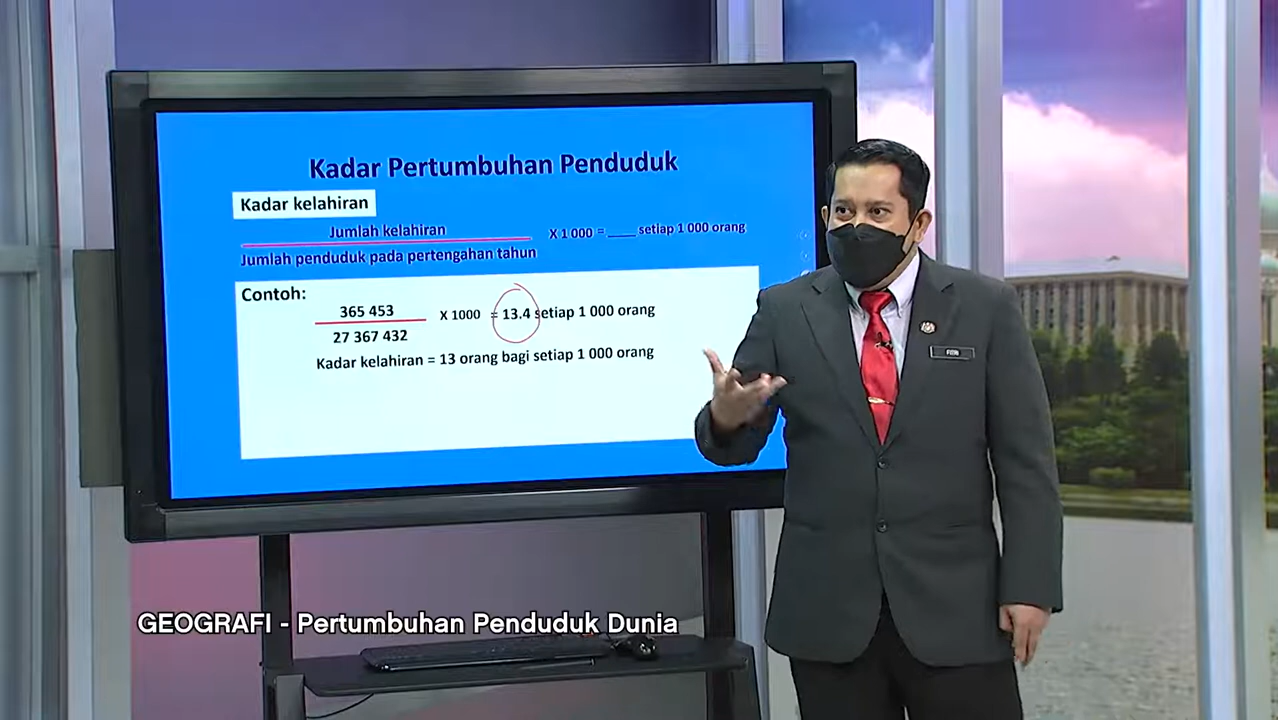 Kadar Pertumbuhan Penduduk
Kadar kelahiran
Jumlah kelahiran
Jumlah penduduk pada pertengahan tahun
X 1 000 = ____ setiap 1 000 orang
Contoh:
365 453
27 367 432
X 1000 = 13.4 setiap 1 000 orang
Kadar kelahiran = 13 orang bagi setiap 1 000 orang
FIZRI
GEOGRAFI - Pertumbuhan Penduduk Dunia